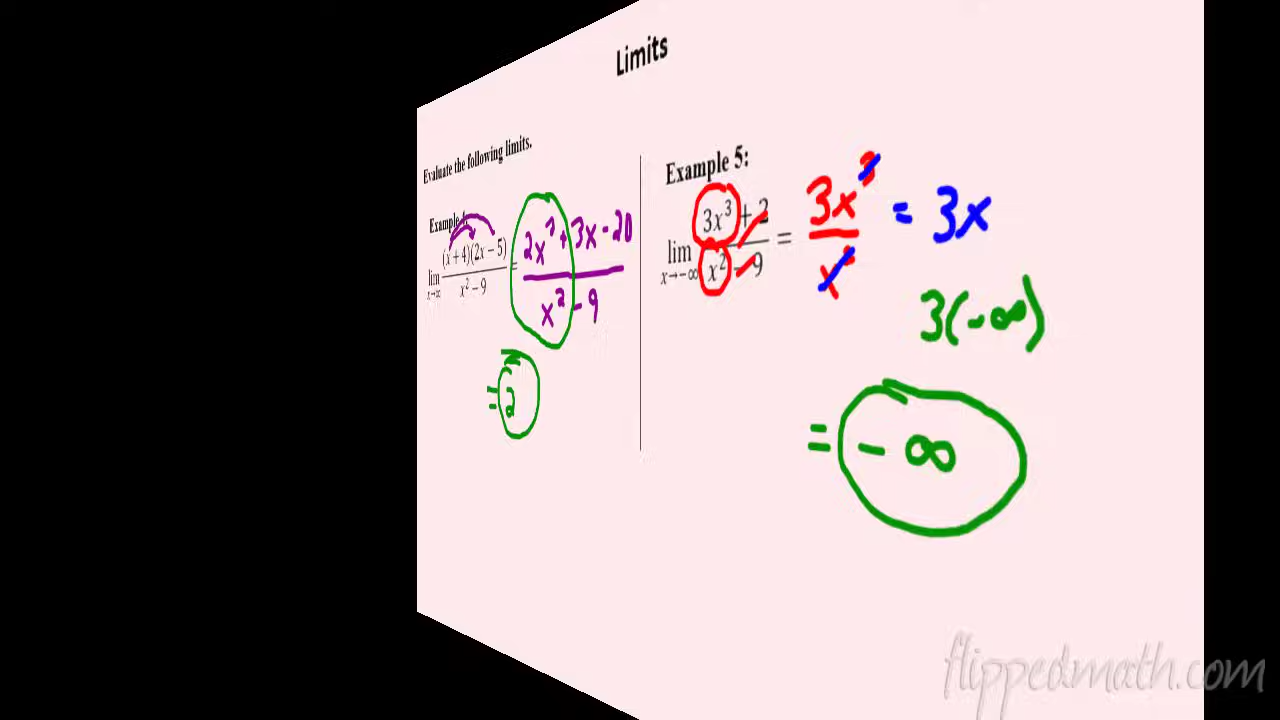 Limits
Evaluate the following limits.
Example
lim x→∞ (x + 4)(2x − 5) / x² − 9 = 2x² + 3x − 20 / x² − 9
= 2
Example 5:
lim x→−∞ 3x³ + 2 / x² − 9 = 3x³ / x² = 3x
3(−∞)
= −∞
flippedmath.com